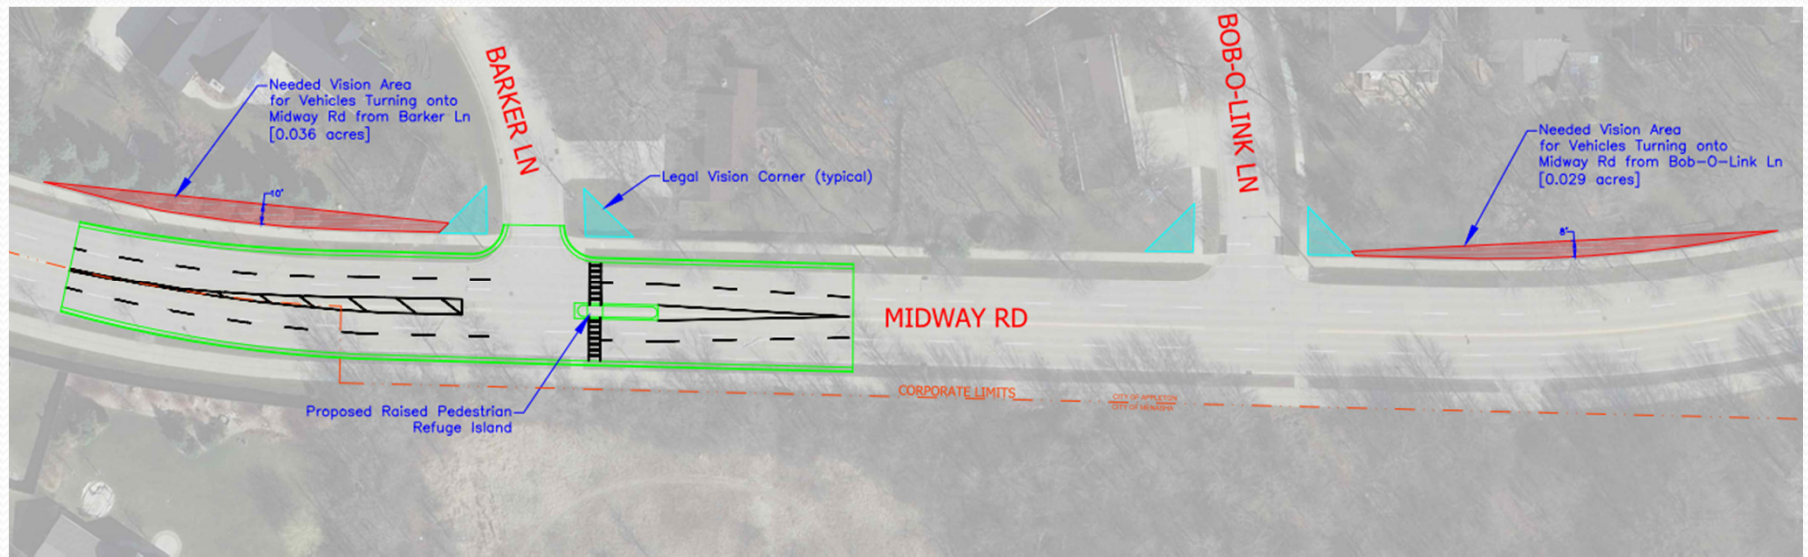 BARKER LN
BOB-O-LINK LN
Needed Vision Area
for Vehicles Turning onto
Midway Rd from Barker Ln
[0.036 acres]
10'
Legal Vision Corner (typical)
Needed Vision Area
for Vehicles Turning onto
Midway Rd from Bob-O-Link Ln
[0.029 acres]
8'
MIDWAY RD
CORPORATE LIMITS
CITY OF APPLETON
CITY OF MENASHA
Proposed Raised Pedestrian
Refuge Island